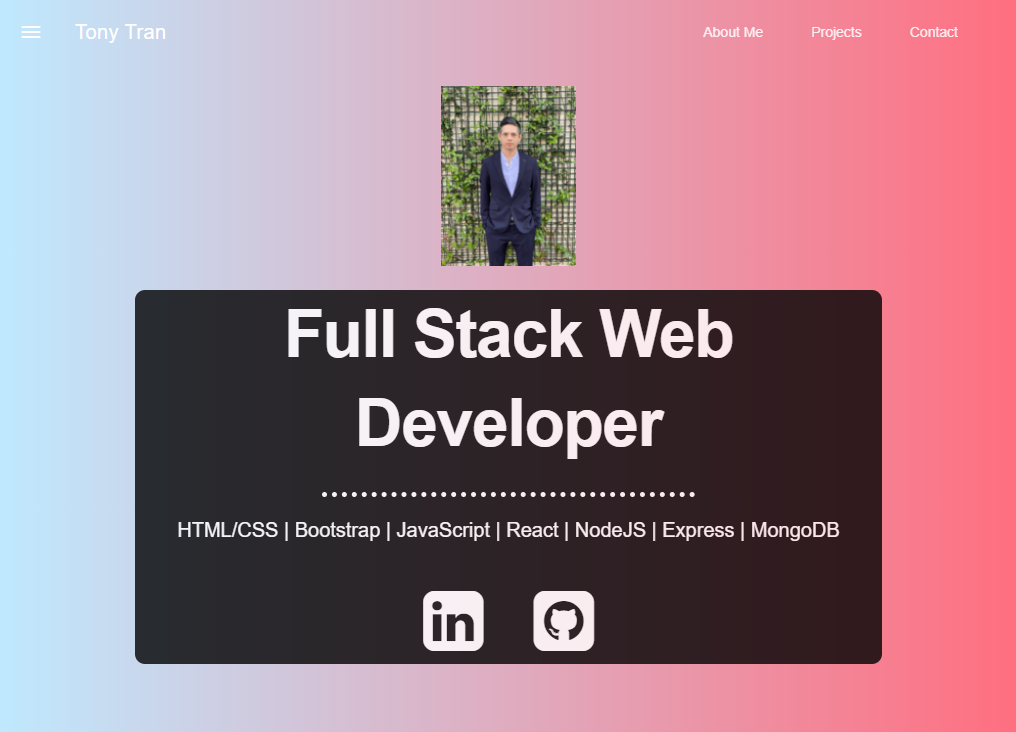 Tony Tran
About Me
Projects
Contact
Full Stack Web
Developer
HTML/CSS | Bootstrap | JavaScript | React | NodeJS | Express | MongoDB
in